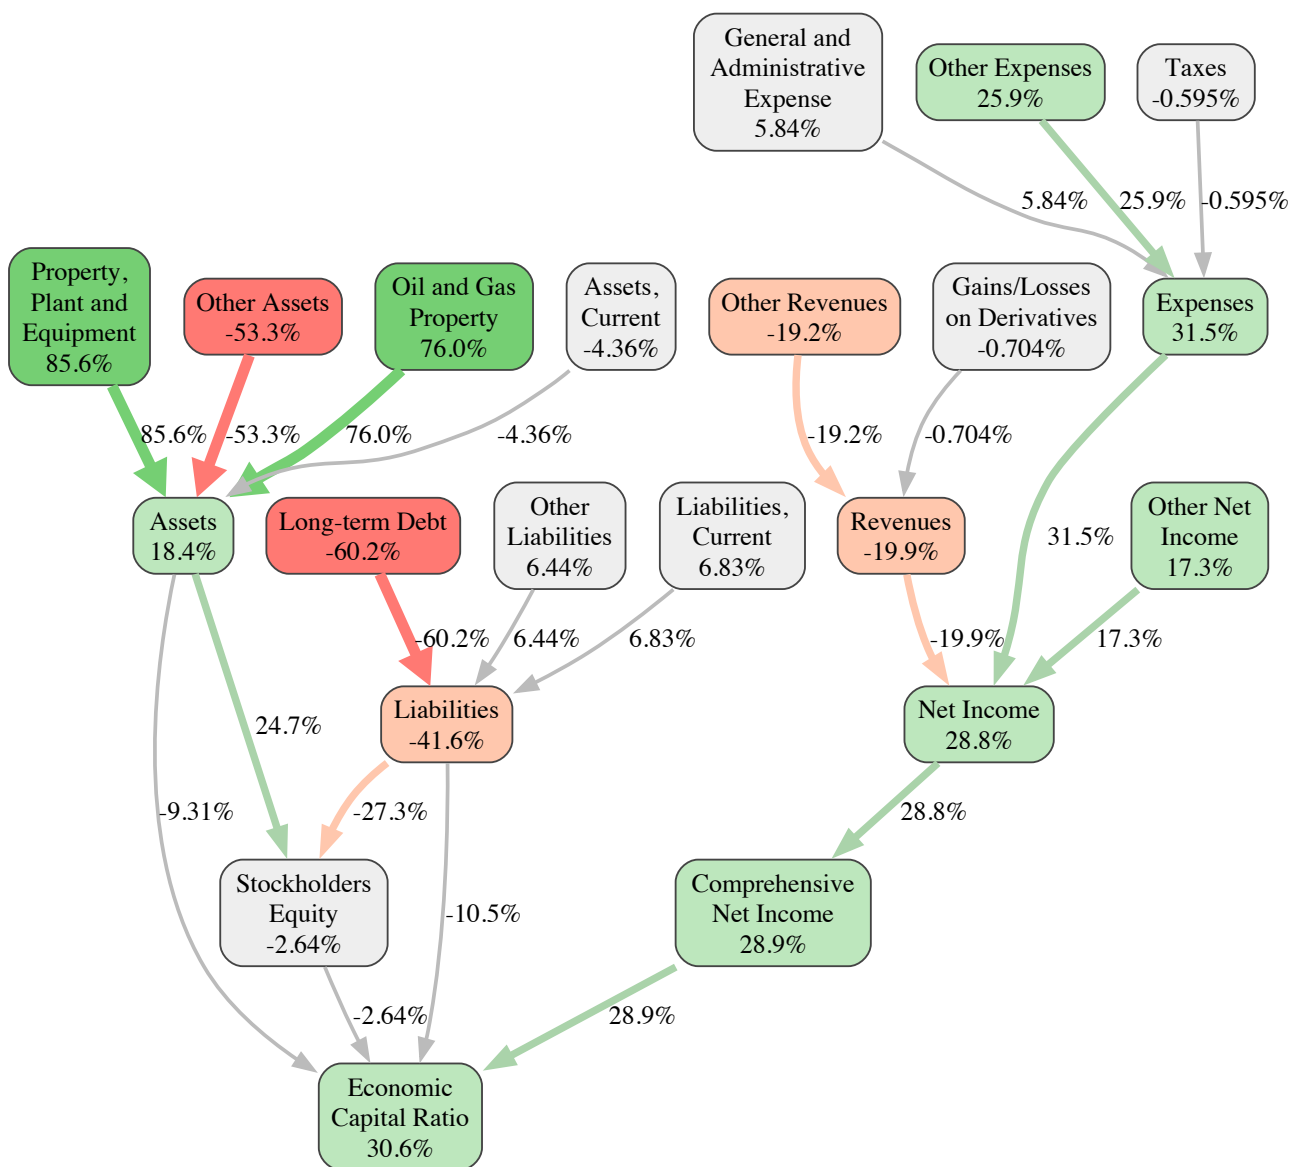 General and
Administrative
Expense
5.84%
Other Expenses
25.9%
Taxes
-0.595%
5.84%
25.9%
-0.595%
Property,
Plant and
Equipment
85.6%
Other Assets
-53.3%
Oil and Gas
Property
76.0%
Assets,
Current
-4.36%
Other Revenues
-19.2%
Gains/Losses
on Derivatives
-0.704%
Expenses
31.5%
85.6%
-53.3%
76.0%
-4.36%
-19.2%
-0.704%
Assets
18.4%
Long-term Debt
-60.2%
Other
Liabilities
6.44%
Liabilities,
Current
6.83%
Revenues
-19.9%
31.5%
Other Net
Income
17.3%
-60.2%
6.44%
6.83%
-19.9%
17.3%
24.7%
Liabilities
-41.6%
Net Income
28.8%
-9.31%
-27.3%
28.8%
Stockholders
Equity
-2.64%
-10.5%
Comprehensive
Net Income
28.9%
-2.64%
28.9%
Economic
Capital Ratio
30.6%